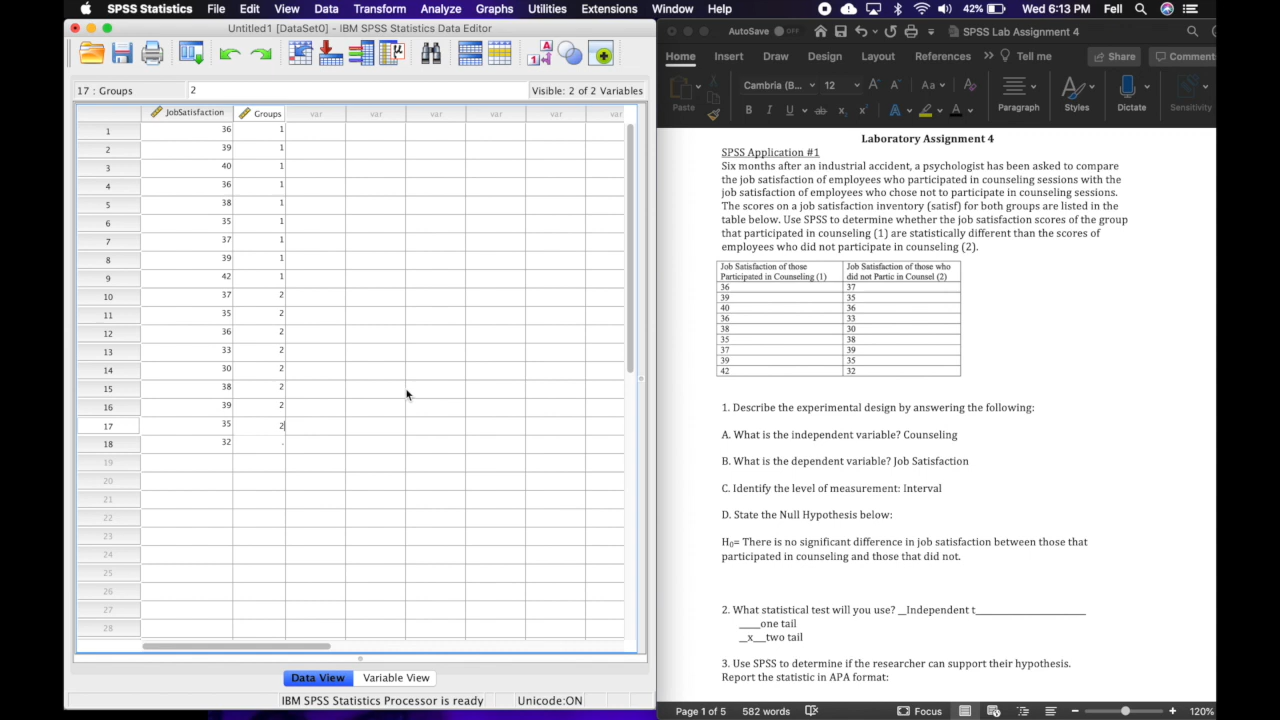 SPSS Statistics File Edit View Data Transform Analyze Graphs Utilities Extensions Window Help 42% Wed 6:13 PM Fell
Untitled1 [DataSet0] - IBM SPSS Statistics Data Editor
17 : Groups 2 Visible: 2 of 2 Variables
JobSatisfaction Groups var var var var var var
1 36 1
2 39 1
3 40 1
4 36 1
5 38 1
6 35 1
7 37 1
8 39 1
9 42 1
10 37 2
11 35 2
12 36 2
13 33 2
14 30 2
15 38 2
16 39 2
17 35 2
18 32 .
19
20
21
22
23
24
25
26
27
28
Data View Variable View
IBM SPSS Statistics Processor is ready Unicode:ON
AutoSave OFF SPSS Lab Assignment 4
Home Insert Draw Design Layout References Tell me Share Comments
Paste Cambria (B... 12 Aa Paragraph Styles Dictate Sensitivity
B I U ab x A A
Laboratory Assignment 4
SPSS Application #1
Six months after an industrial accident, a psychologist has been asked to compare
the job satisfaction of employees who participated in counseling sessions with the
job satisfaction of employees who chose not to participate in counseling sessions.
The scores on a job satisfaction inventory (satisf) for both groups are listed in the
table below. Use SPSS to determine whether the job satisfaction scores of the group
that participated in counseling (1) are statistically different than the scores of
employees who did not participate in counseling (2).
Job Satisfaction of those Job Satisfaction of those who
Participated in Counseling (1) did not Partic in Counsel (2)
36 37
39 35
40 36
36 33
38 30
35 38
37 39
39 35
42 32
1. Describe the experimental design by answering the following:
A. What is the independent variable? Counseling
B. What is the dependent variable? Job Satisfaction
C. Identify the level of measurement: Interval
D. State the Null Hypothesis below:
H0= There is no significant difference in job satisfaction between those that
participated in counseling and those that did not.
2. What statistical test will you use? __Independent t____________________
_____one tail
__x___two tail
3. Use SPSS to determine if the researcher can support their hypothesis.
Report the statistic in APA format:
Page 1 of 5 582 words Focus 120%